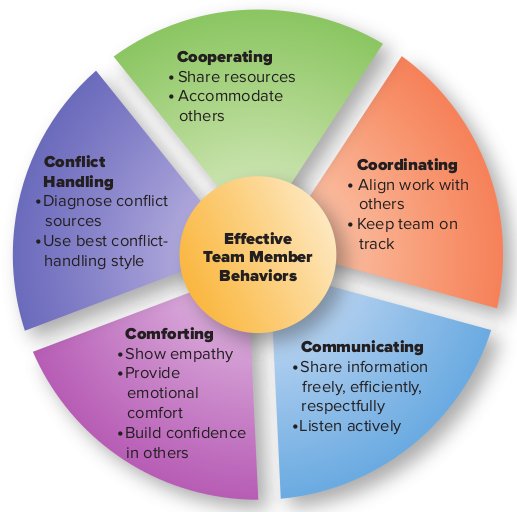 Cooperating
• Share resources
• Accommodate
others
Coordinating
• Align work with
others
• Keep team on
track
Communicating
• Share information
freely, efficiently,
respectfully
• Listen actively
Comforting
• Show empathy
• Provide
emotional
comfort
• Build confidence
in others
Conflict
Handling
• Diagnose conflict
sources
• Use best conflict-
handling style
Effective
Team Member
Behaviors